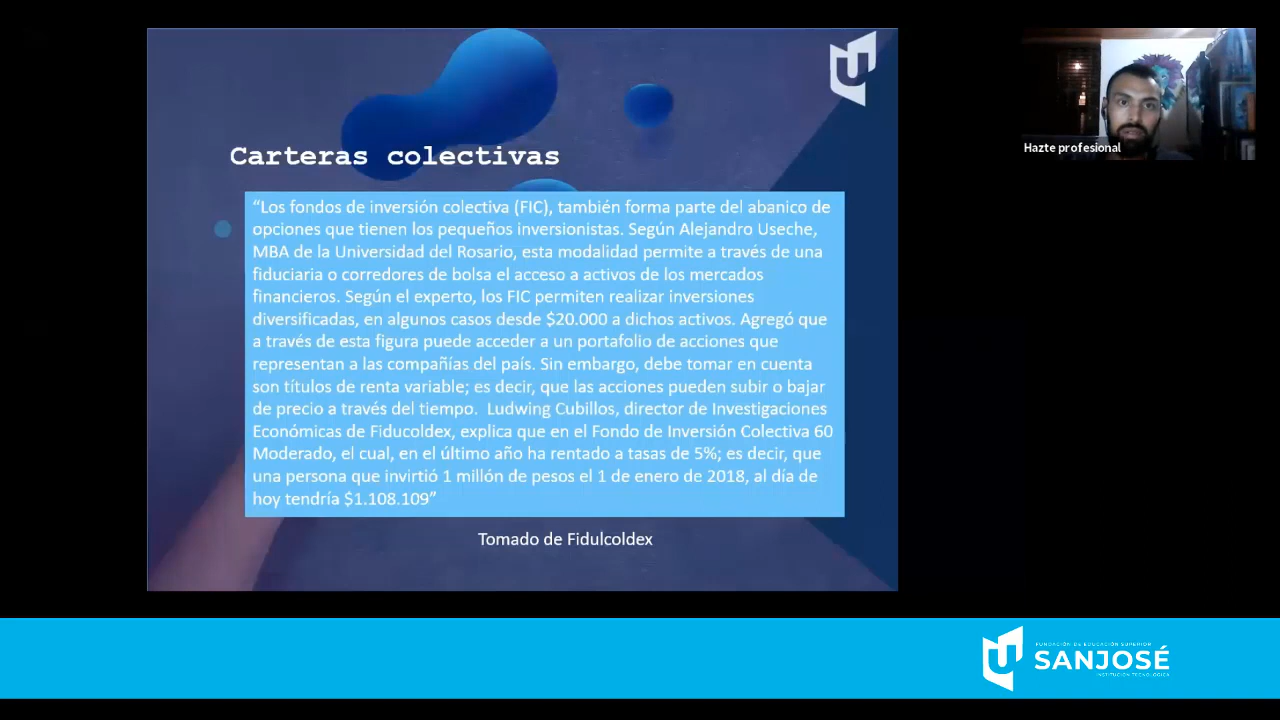 Carteras colectivas
“Los fondos de inversión colectiva (FIC), también forma parte del abanico de
opciones que tienen los pequeños inversionistas. Según Alejandro Useche,
MBA de la Universidad del Rosario, esta modalidad permite a través de una
fiduciaria o corredores de bolsa el acceso a activos de los mercados
financieros. Según el experto, los FIC permiten realizar inversiones
diversificadas, en algunos casos desde $20.000 a dichos activos. Agregó que
a través de esta figura puede acceder a un portafolio de acciones que
representan a las compañías del país. Sin embargo, debe tomar en cuenta
son títulos de renta variable; es decir, que las acciones pueden subir o bajar
de precio a través del tiempo.  Ludwing Cubillos, director de Investigaciones
Económicas de Fiducoldex, explica que en el Fondo de Inversión Colectiva 60
Moderado, el cual, en el último año ha rentado a tasas de 5%; es decir, que
una persona que invirtió 1 millón de pesos el 1 de enero de 2018, al día de
hoy tendría $1.108.109”
Tomado de Fidulcoldex
Hazte profesional
FUNDACIÓN DE EDUCACIÓN SUPERIOR
SANJOSÉ
INSTITUCIÓN TECNOLÓGICA